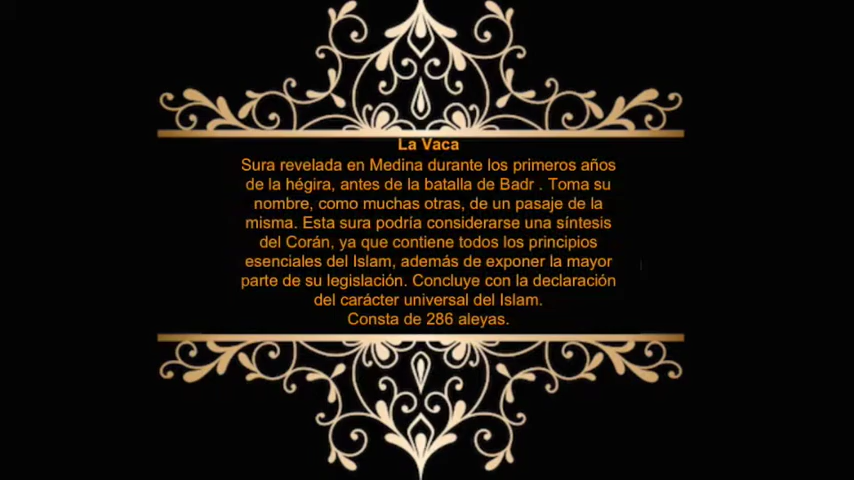 La Vaca
Sura revelada en Medina durante los primeros años
de la hégira, antes de la batalla de Badr . Toma su
nombre, como muchas otras, de un pasaje de la
misma. Esta sura podría considerarse una síntesis
del Corán, ya que contiene todos los principios
esenciales del Islam, además de exponer la mayor
parte de su legislación. Concluye con la declaración
del carácter universal del Islam.
Consta de 286 aleyas.